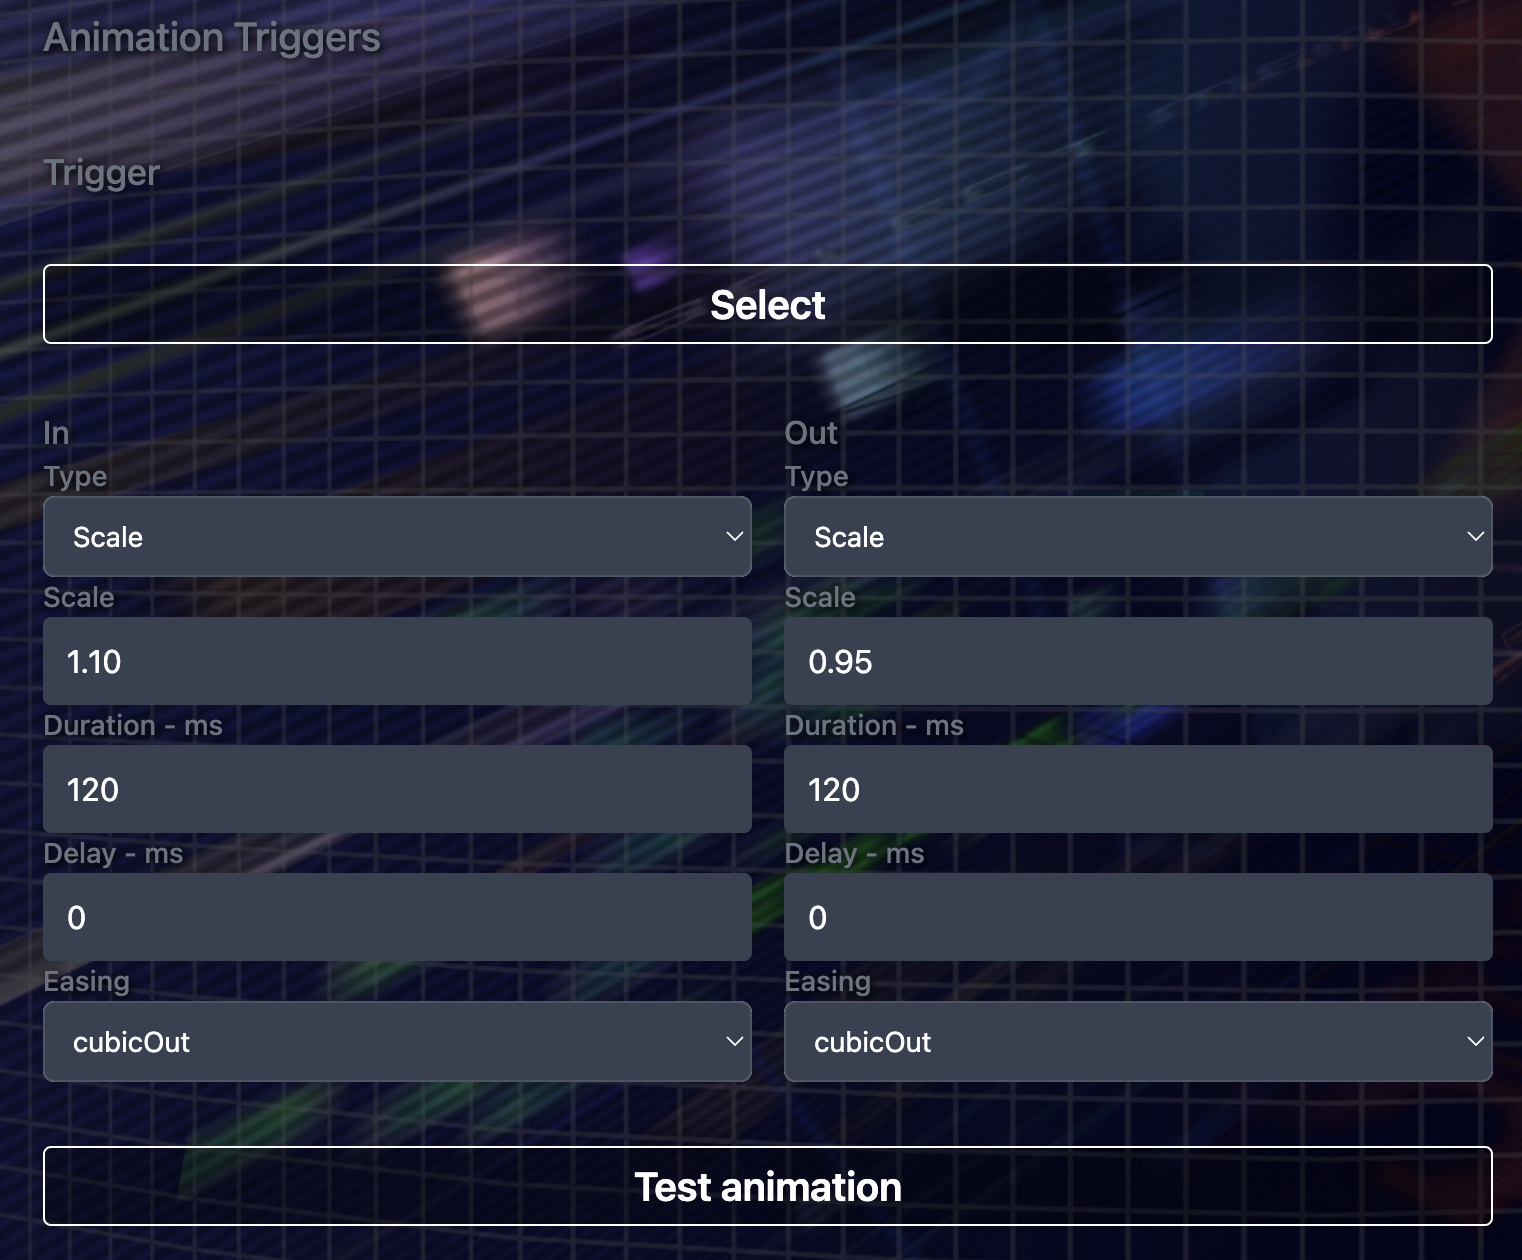 Animation Triggers
Trigger
Select
In
Type
Scale
Scale
1.10
Duration - ms
120
Delay - ms
0
Easing
cubicOut
Out
Type
Scale
Scale
0.95
Duration - ms
120
Delay - ms
0
Easing
cubicOut
Test animation